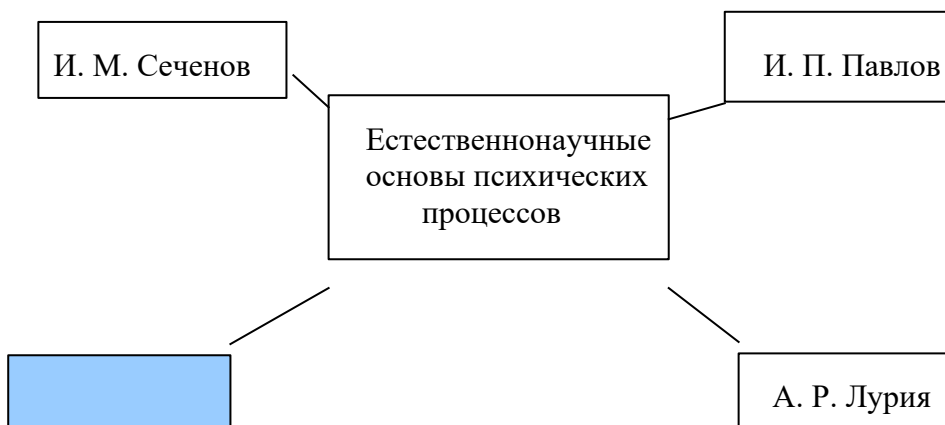 И. М. Сеченов
И. П. Павлов
Естественнонаучные
основы психических
процессов
А. Р. Лурия